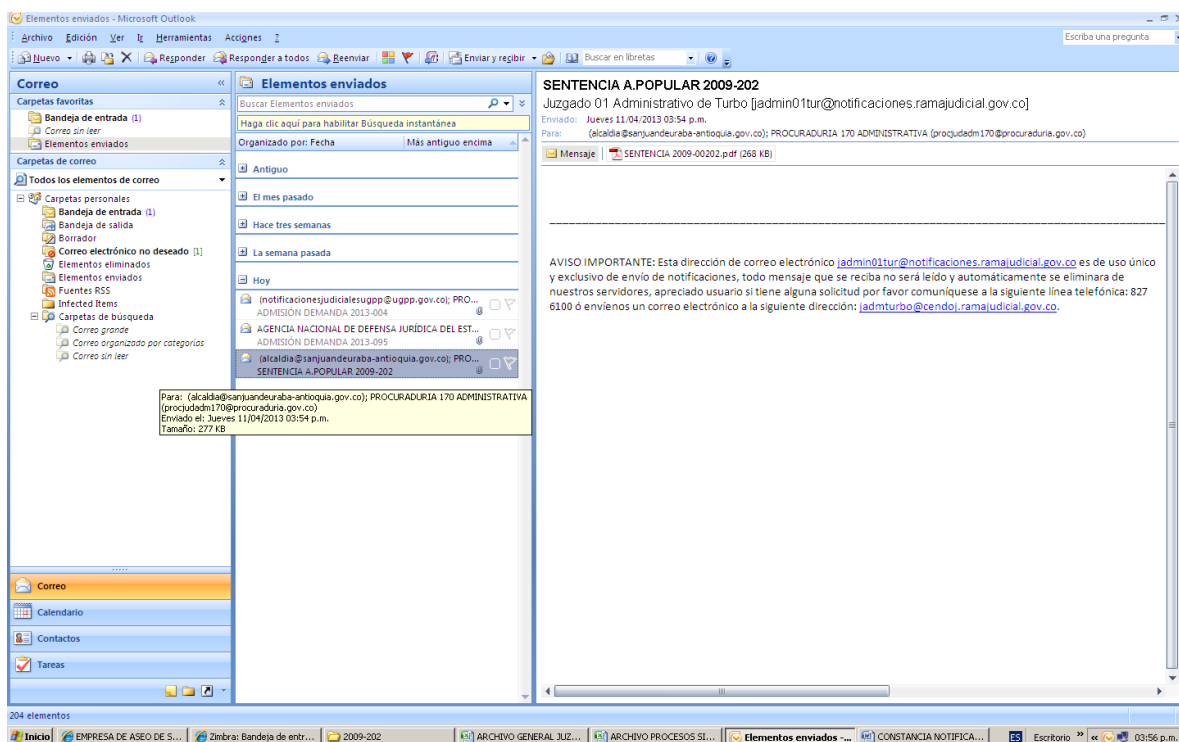 Elementos enviados - Microsoft Outlook
Archivo Edición Ver Ir Herramientas Acciones ?
Escriba una pregunta
Nuevo Responder Responder a todos Reenviar Enviar y recibir Buscar en libretas
Correo
Carpetas favoritas
Bandeja de entrada (1)
Correo sin leer
Elementos enviados
Carpetas de correo
Todos los elementos de correo
Carpetas personales
Bandeja de entrada (1)
Bandeja de salida
Borrador
Correo electrónico no deseado [1]
Elementos eliminados
Elementos enviados
Fuentes RSS
Infected Items
Carpetas de búsqueda
Correo grande
Correo organizado por categorías
Correo sin leer
Correo
Calendario
Contactos
Tareas
Elementos enviados
Buscar Elementos enviados
Haga clic aquí para habilitar Búsqueda instantánea
Organizado por: Fecha Más antiguo encima
Antiguo
El mes pasado
Hace tres semanas
La semana pasada
Hoy
(notificacionesjudicialesugpp@ugpp.gov.co); PRO...
ADMISIÓN DEMANDA 2013-004
AGENCIA NACIONAL DE DEFENSA JURÍDICA DEL EST...
ADMISIÓN DEMANDA 2013-095
(alcaldia@sanjuandeuraba-antioquia.gov.co); PRO...
SENTENCIA A.POPULAR 2009-202
Para: (alcaldia@sanjuandeuraba-antioquia.gov.co); PROCURADURIA 170 ADMINISTRATIVA
(procjudadm170@procuraduria.gov.co)
Enviado el: Jueves 11/04/2013 03:54 p.m.
Tamaño: 277 KB
SENTENCIA A.POPULAR 2009-202
Juzgado 01 Administrativo de Turbo [jadmin01tur@notificaciones.ramajudicial.gov.co]
Enviado: Jueves 11/04/2013 03:54 p.m.
Para: (alcaldia@sanjuandeuraba-antioquia.gov.co); PROCURADURIA 170 ADMINISTRATIVA (procjudadm170@procuraduria.gov.co)
Mensaje SENTENCIA 2009-00202.pdf (268 KB)
AVISO IMPORTANTE: Esta dirección de correo electrónico jadmin01tur@notificaciones.ramajudicial.gov.co es de uso único
y exclusivo de envío de notificaciones, todo mensaje que se reciba no será leído y automáticamente se eliminara de
nuestros servidores, apreciado usuario si tiene alguna solicitud por favor comuníquese a la siguiente línea telefónica: 827
6100 ó envíenos un correo electrónico a la siguiente dirección: jadmturbo@cendoj.ramajudicial.gov.co.
204 elementos
Inicio EMPRESA DE ASEO DE S... Zimbra: Bandeja de entr... 2009-202 ARCHIVO GENERAL JUZ... ARCHIVO PROCESOS SI... Elementos enviados -... CONSTANCIA NOTIFICA... ES Escritorio » « 03:56 p.m.